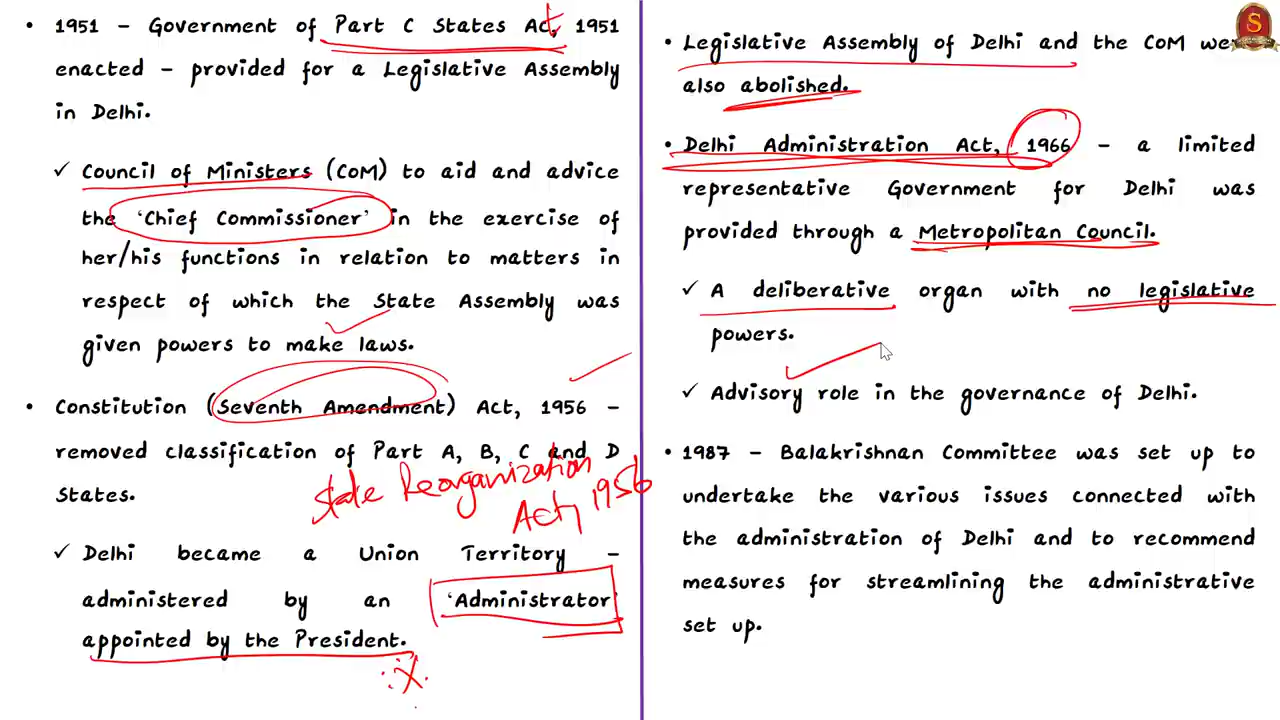 • 1951 – Government of Part C States Act, 1951
enacted – provided for a Legislative Assembly
in Delhi.
✓ Council of Ministers (CoM) to aid and advice
the ‘Chief Commissioner’ in the exercise of
her/his functions in relation to matters in
respect of which the State Assembly was
given powers to make laws.
• Constitution (Seventh Amendment) Act, 1956 –
removed classification of Part A, B, C and D
States.
State Reorganization
Act, 1956
✓ Delhi became a Union Territory –
administered by an ‘Administrator’
appointed by the President.
• Legislative Assembly of Delhi and the CoM were
also abolished.
• Delhi Administration Act, 1966 – a limited
representative Government for Delhi was
provided through a Metropolitan Council.
✓ A deliberative organ with no legislative
powers.
✓ Advisory role in the governance of Delhi.
• 1987 – Balakrishnan Committee was set up to
undertake the various issues connected with
the administration of Delhi and to recommend
measures for streamlining the administrative
set up.
S